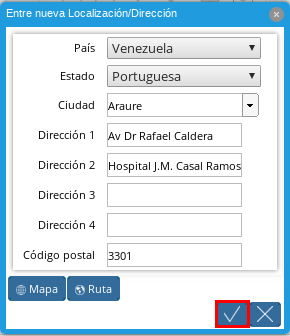 Entre nueva Localización/Dirección
País Venezuela
Estado Portuguesa
Ciudad Araure
Dirección 1 Av Dr Rafael Caldera
Dirección 2 Hospital J.M. Casal Ramos
Dirección 3
Dirección 4
Código postal 3301
Mapa Ruta